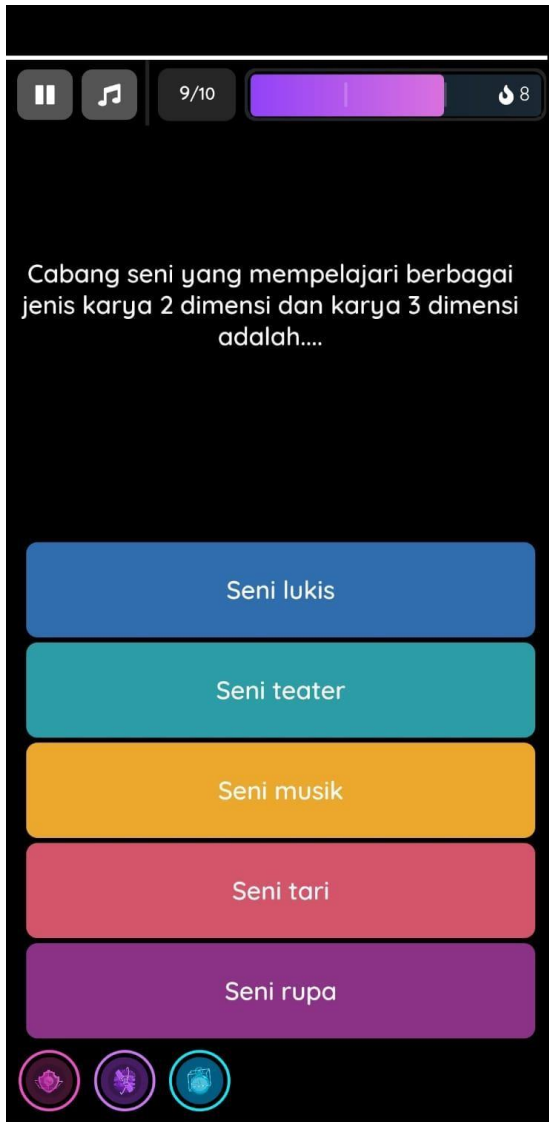 9/10
8
Cabang seni yang mempelajari berbagai
jenis karya 2 dimensi dan karya 3 dimensi
adalah....
Seni lukis
Seni teater
Seni musik
Seni tari
Seni rupa